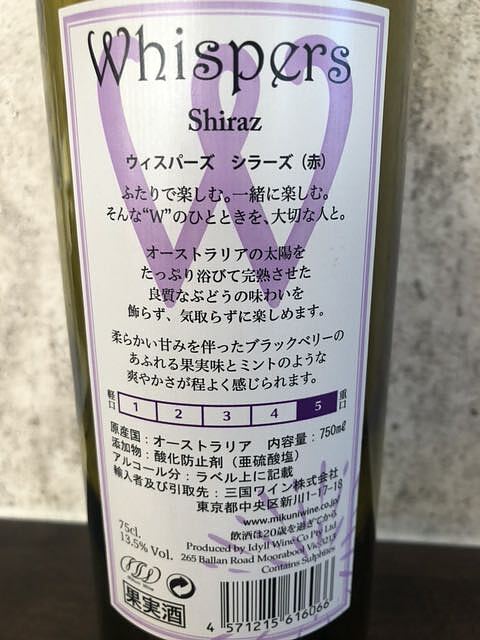 Whispers
Shiraz
ウィスパーズ シラーズ（赤）
ふたりで楽しむ。一緒に楽しむ。
そんな“W”のひとときを、大切な人と。
オーストラリアの太陽を
たっぷり浴びて完熟させた
良質なぶどうの味わいを
飾らず、気取らずに楽しめます。
柔らかい甘みを伴ったブラックベリーの
あふれる果実味とミントのような
爽やかさが程よく感じられます。
軽口 1 2 3 4 5 重口
原産国：オーストラリア 内容量：750mℓ
添加物：酸化防止剤（亜硫酸塩）
アルコール分：ラベル上に記載
輸入者及び引取先：三国ワイン株式会社
東京都中央区新川1-17-18
www.mikuniwine.co.jp
飲酒は20歳を過ぎてから
75cl. Produced by Idyll Wine Co Pty Ltd
13.5% Vol. 265 Ballan Road Moorabool Vic 3213
Contains Sulphites
果実酒
4 571215 616066